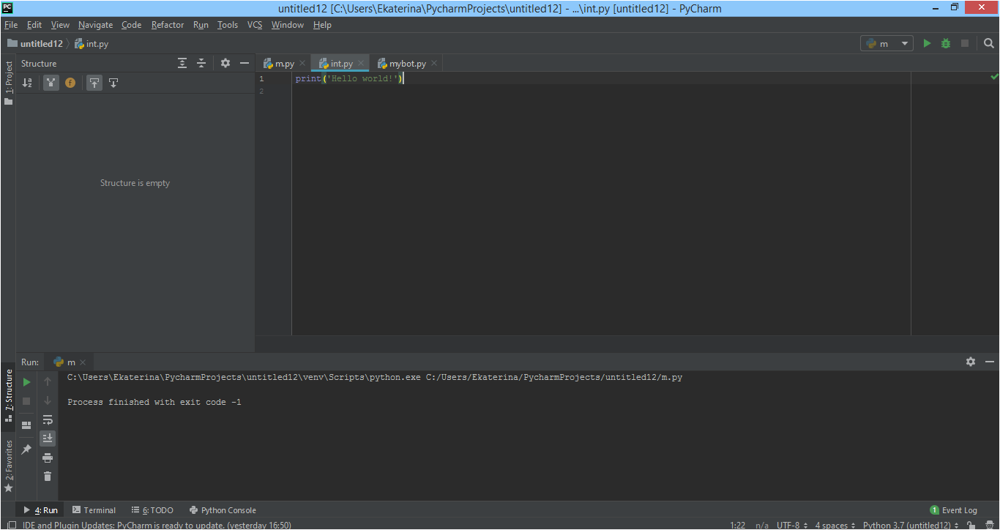 PC
untitled12 [C:\Users\Ekaterina\PycharmProjects\untitled12] - ...\int.py [untitled12] - PyCharm
File Edit View Navigate Code Refactor Run Tools VCS Window Help
untitled12 int.py
m
1: Project
Structure
m.py int.py mybot.py
1 print('Hello world!')
2
Structure is empty
Run: m
C:\Users\Ekaterina\PycharmProjects\untitled12\venv\Scripts\python.exe C:/Users/Ekaterina/PycharmProjects/untitled12/m.py
Process finished with exit code -1
7: Structure
2: Favorites
4: Run Terminal 6: TODO Python Console 1 Event Log
IDE and Plugin Updates: PyCharm is ready to update. (yesterday 16:50) 1:22 n/a UTF-8 4 spaces Python 3.7 (untitled12)